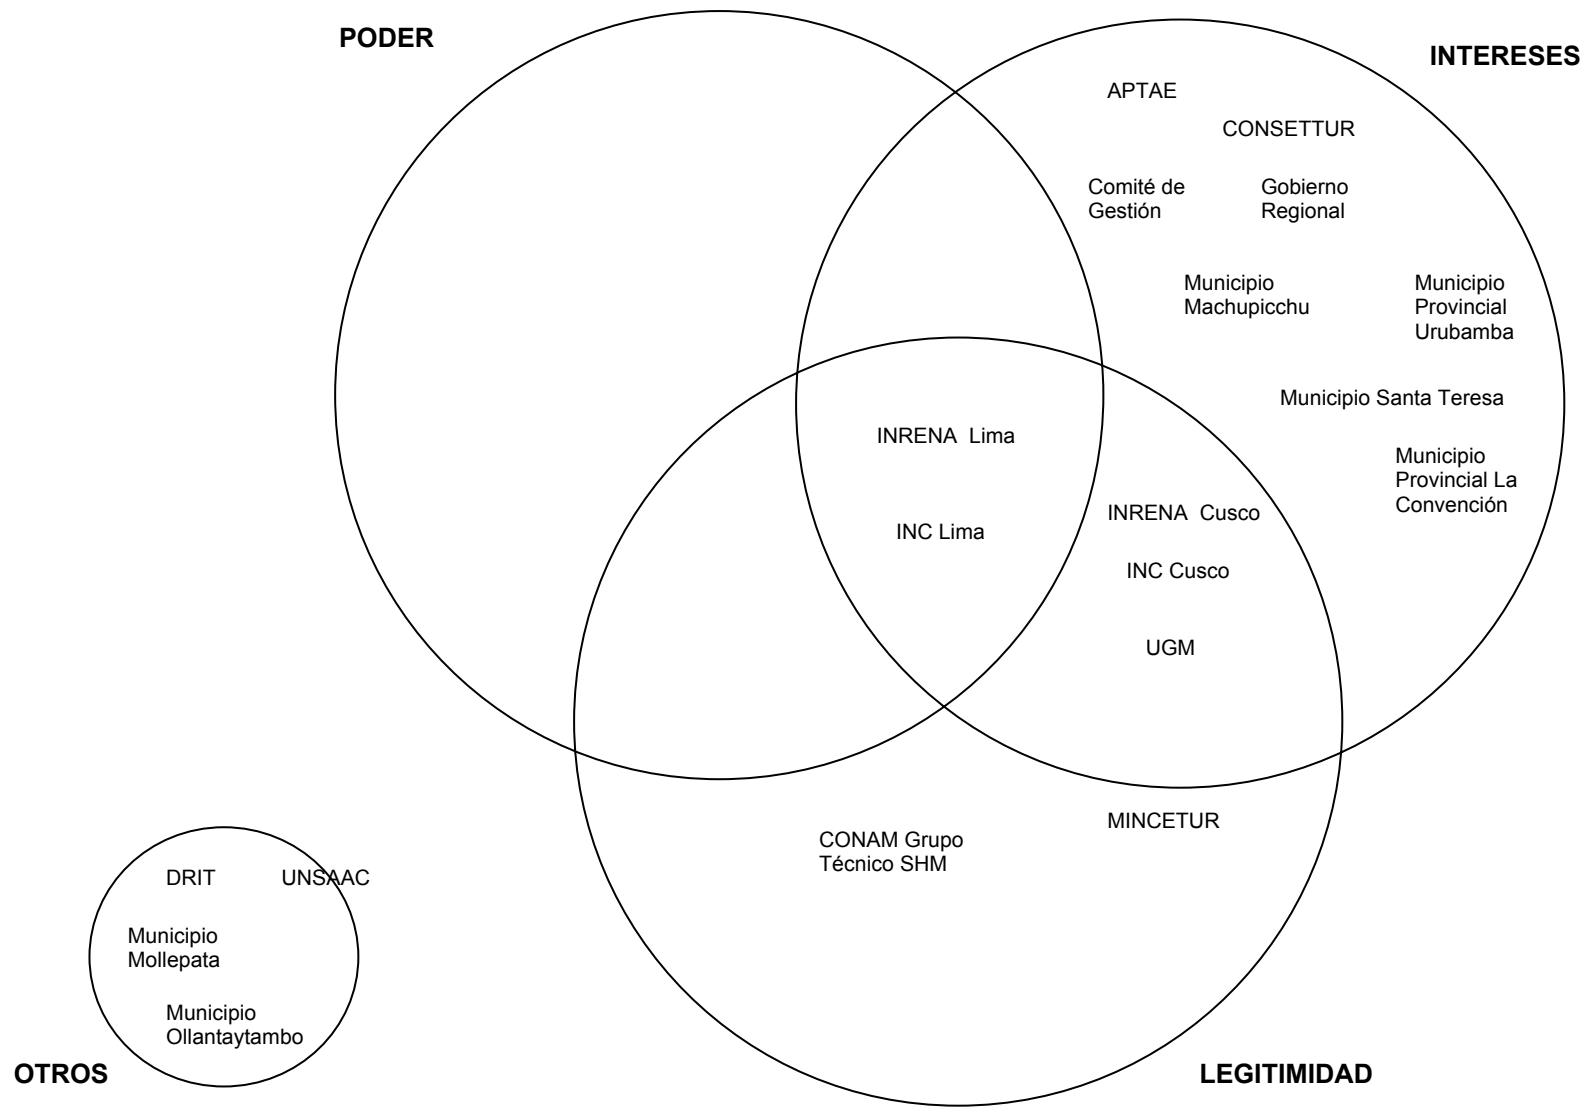 PODER
INTERESES
APTAE
CONSETTUR
Comité de
Gestión
Gobierno
Regional
Municipio
Machupicchu
Municipio
Provincial
Urubamba
Municipio Santa Teresa
Municipio
Provincial La
Convención
INRENA Lima
INC Lima
INRENA Cusco
INC Cusco
UGM
MINCETUR
CONAM Grupo
Técnico SHM
DRIT
UNSAAC
Municipio
Mollepata
Municipio
Ollantaytambo
OTROS
LEGITIMIDAD